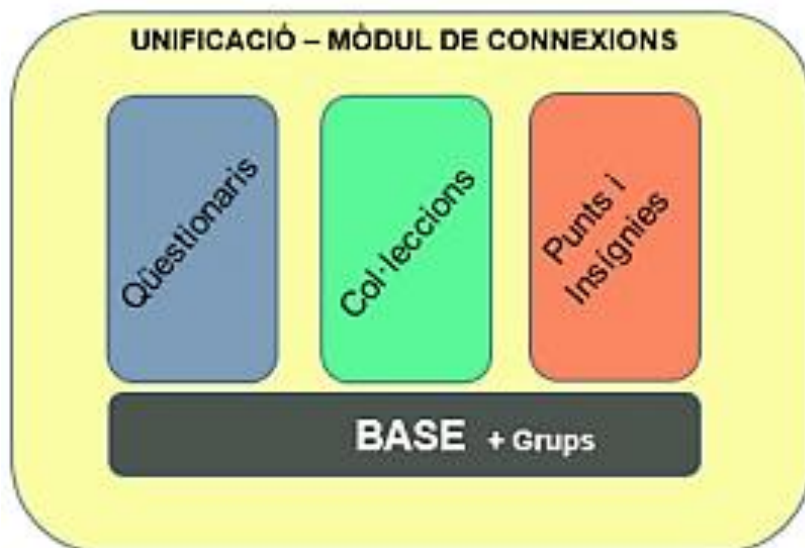 UNIFICACIÓ – MÒDUL DE CONNEXIONS
Qüestionaris
Col·leccions
Punts i
Insígnies
BASE + Grups